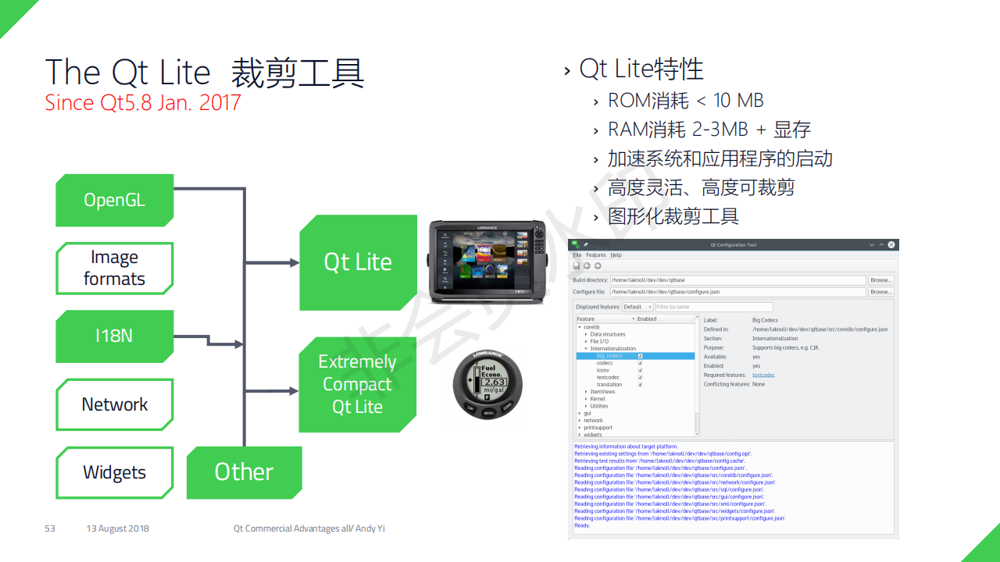 The Qt Lite 裁剪工具
Since Qt5.8 Jan. 2017
OpenGL
Image
formats
I18N
Network
Widgets
Other
Qt Lite
Extremely
Compact
Qt Lite
LOWRANCE
HDS
LOWRANCE
Fuel
Econo.
2.63
mi/gal
UP
MENU
DOWN
› Qt Lite特性
› ROM消耗 < 10 MB
› RAM消耗 2-3MB + 显存
› 加速系统和应用程序的启动
› 高度灵活、高度可裁剪
› 图形化裁剪工具
Qt Configuration Tool
File Features Help
Build directory: /home/laknoll/dev/dev/qtbase Browse...
Configure file: /home/laknoll/dev/dev/qtbase/configure.json Browse...
Displayed features: Default Filter by name
Feature Enabled
corelib
Data structures
File I/O
Internationalization
big_codecs
codecs
iconv
textcodec
translation
ItemViews
Kernel
Utilities
gui
network
printsupport
widgets
Label: Big Codecs
Defined in: /home/laknoll/dev/dev/qtbase/src/corelib/configure.json
Section: Internationalization
Purpose: Supports big codecs, e.g. CJK.
Available: yes
Enabled: yes
Required features: textcodec
Conflicting features: None
Retrieving information about target platform.
Retrieving existing settings from '/home/laknoll/dev/dev/qtbase/config.opt'.
Retrieving test results from '/home/laknoll/dev/dev/qtbase/config.cache'.
Reading configuration file '/home/laknoll/dev/dev/qtbase/configure.json'.
Reading configuration file '/home/laknoll/dev/dev/qtbase/src/corelib/configure.json'.
Reading configuration file '/home/laknoll/dev/dev/qtbase/src/network/configure.json'.
Reading configuration file '/home/laknoll/dev/dev/qtbase/src/sql/configure.json'.
Reading configuration file '/home/laknoll/dev/dev/qtbase/src/gui/configure.json'.
Reading configuration file '/home/laknoll/dev/dev/qtbase/src/xml/configure.json'.
Reading configuration file '/home/laknoll/dev/dev/qtbase/src/widgets/configure.json'.
Reading configuration file '/home/laknoll/dev/dev/qtbase/src/printsupport/configure.json'.
Ready.
非会员水印
53 13 August 2018 Qt Commercial Advantages all/ Andy Yi